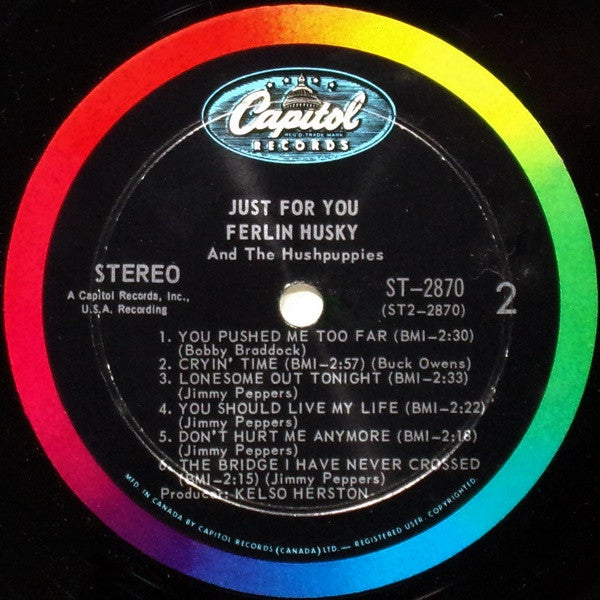 Capitol
REG'D. TRADE MARK
RECORDS
JUST FOR YOU
FERLIN HUSKY
And The Hushpuppies
STEREO
A Capitol Records, Inc.,
U.S.A. Recording
ST-2870
(ST2-2870)
2
1. YOU PUSHED ME TOO FAR (BMI-2:30)
(Bobby Braddock)
2. CRYIN' TIME (BMI-2:57) (Buck Owens)
3. LONESOME OUT TONIGHT (BMI-2:33)
(Jimmy Peppers)
4. YOU SHOULD LIVE MY LIFE (BMI-2:22)
(Jimmy Peppers)
5. DON'T HURT ME ANYMORE (BMI-2:18)
(Jimmy Peppers)
6. THE BRIDGE I HAVE NEVER CROSSED
(BMI-2:15) (Jimmy Peppers)
Producer: KELSO HERSTON
MFD. IN CANADA BY CAPITOL RECORDS (CANADA) LTD. REGISTERED USER. COPYRIGHTED.